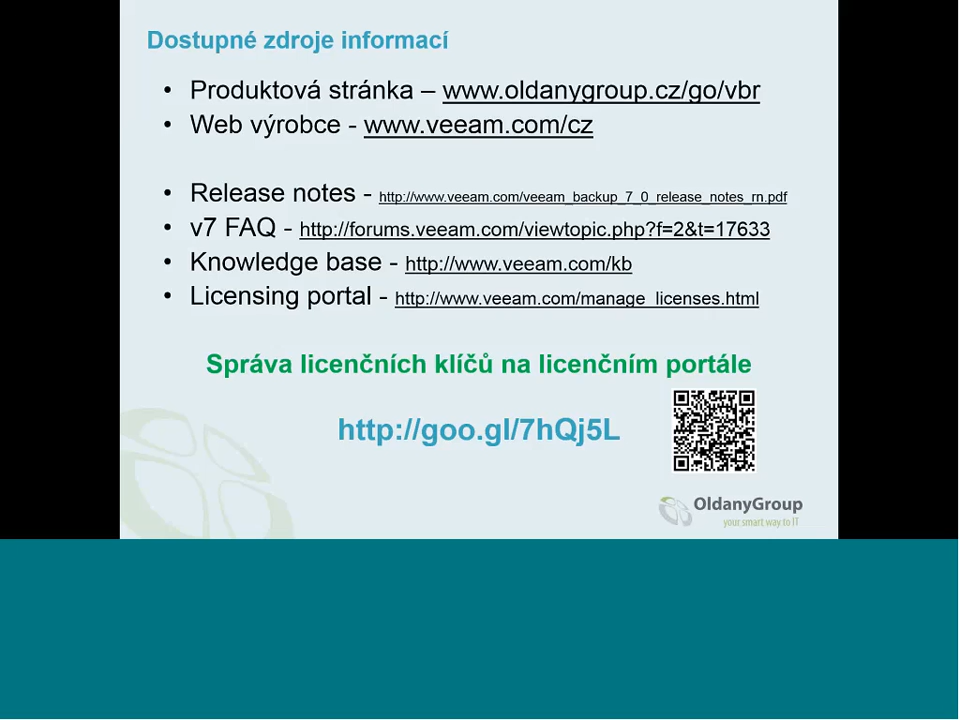 Dostupné zdroje informací
• Produktová stránka – www.oldanygroup.cz/go/vbr
• Web výrobce - www.veeam.com/cz
• Release notes - http://www.veeam.com/veeam_backup_7_0_release_notes_rn.pdf
• v7 FAQ - http://forums.veeam.com/viewtopic.php?f=2&t=17633
• Knowledge base - http://www.veeam.com/kb
• Licensing portal - http://www.veeam.com/manage_licenses.html
Správa licenčních klíčů na licenčním portále
http://goo.gl/7hQj5L
OldanyGroup
your smart way to IT